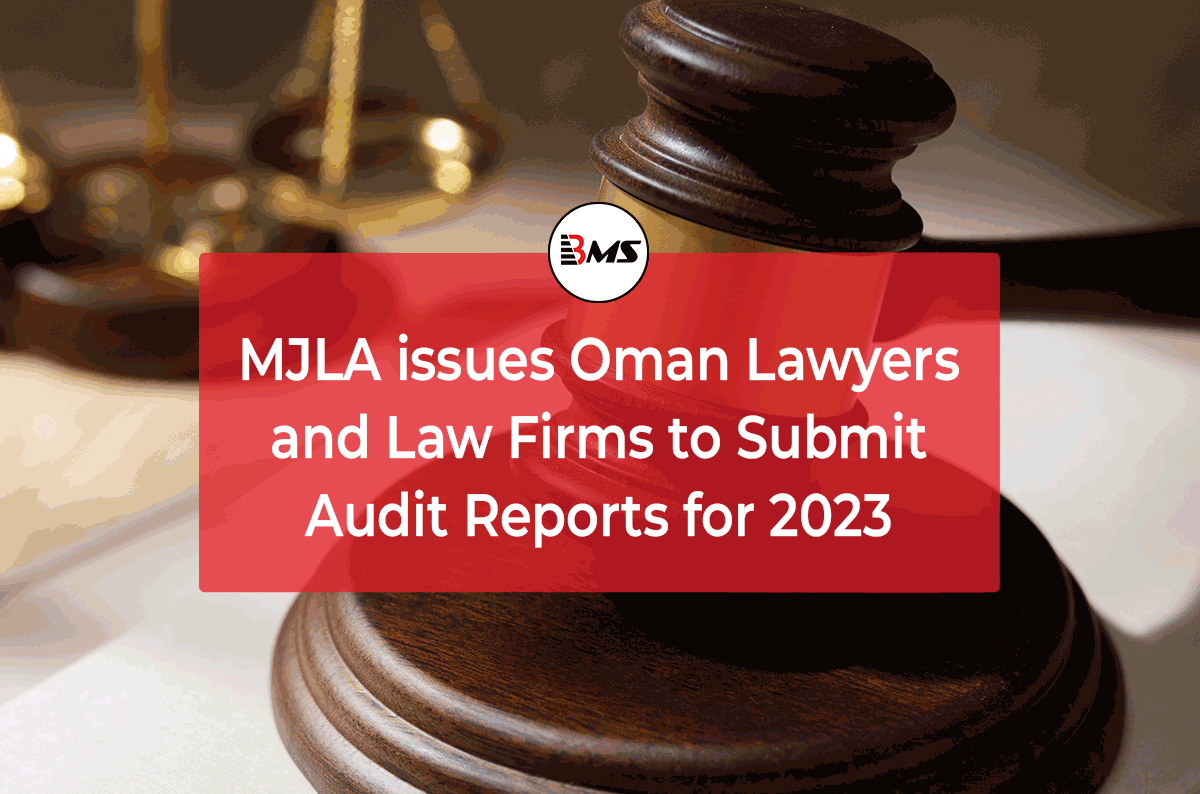 BMS
MJLA issues Oman Lawyers
and Law Firms to Submit
Audit Reports for 2023